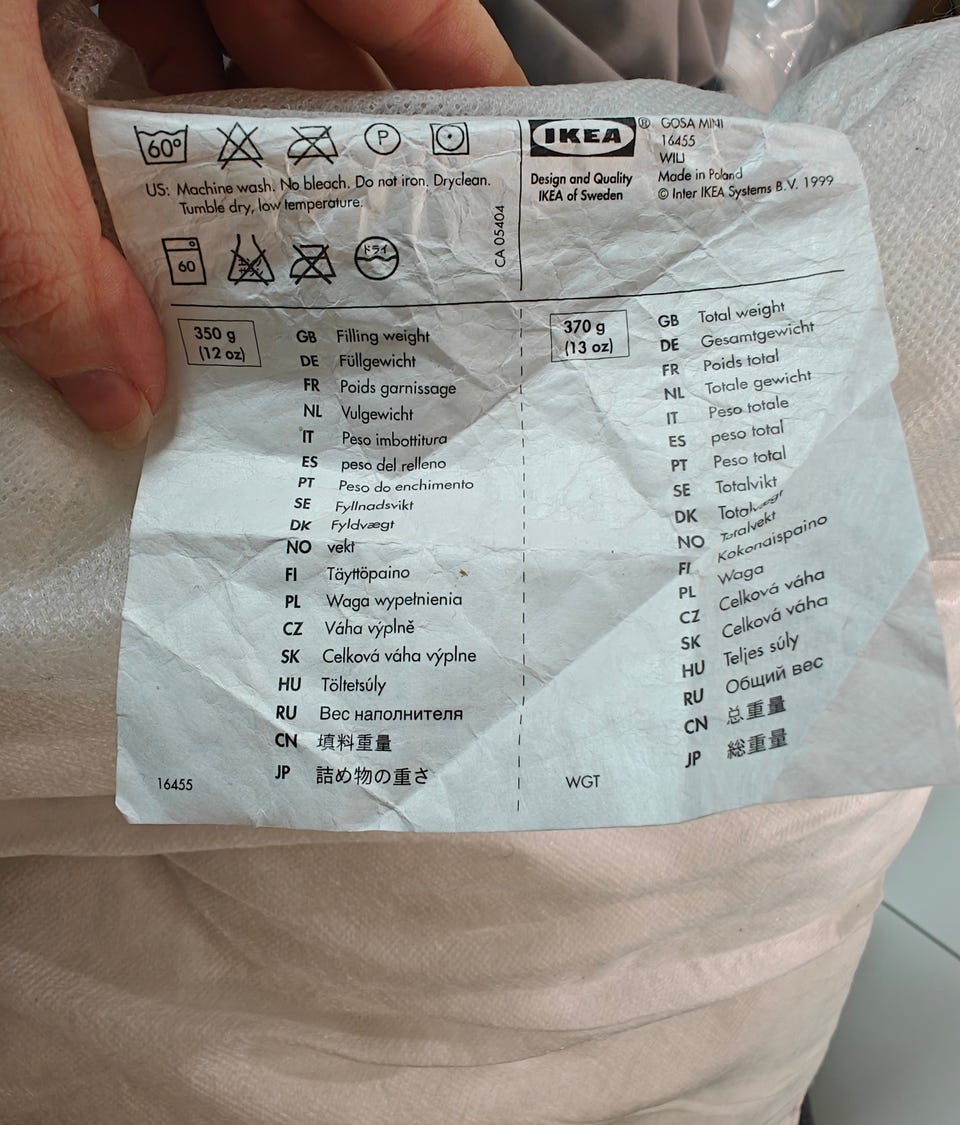 60°
P
US: Machine wash. No bleach. Do not iron. Dryclean.
Tumble dry, low temperature.
60
ドライ
CA 05404
IKEA®
Design and Quality
IKEA of Sweden
GOSA MINI
16455
WILI
Made in Poland
© Inter IKEA Systems B.V. 1999
350 g
(12 oz)
GB Filling weight
DE Füllgewicht
FR Poids garnissage
NL Vulgewicht
IT Peso imbottitura
ES peso del relleno
PT Peso do enchimento
SE Fyllnadsvikt
DK Fyldvægt
NO vekt
FI Täyttöpaino
PL Waga wypełnienia
CZ Váha výplně
SK Celková váha výplne
HU Töltetsúly
RU Вес наполнителя
CN 填料重量
JP 詰め物の重さ
16455
370 g
(13 oz)
GB Total weight
DE Gesamtgewicht
FR Poids total
NL Totale gewicht
IT Peso totale
ES peso total
PT Peso total
SE Totalvikt
DK Totalvægt
NO Totalvekt
FI Kokonaispaino
PL Waga
CZ Celková váha
SK Celková váha
HU Teljes súly
RU Общий вес
CN 总重量
JP 総重量
WGT